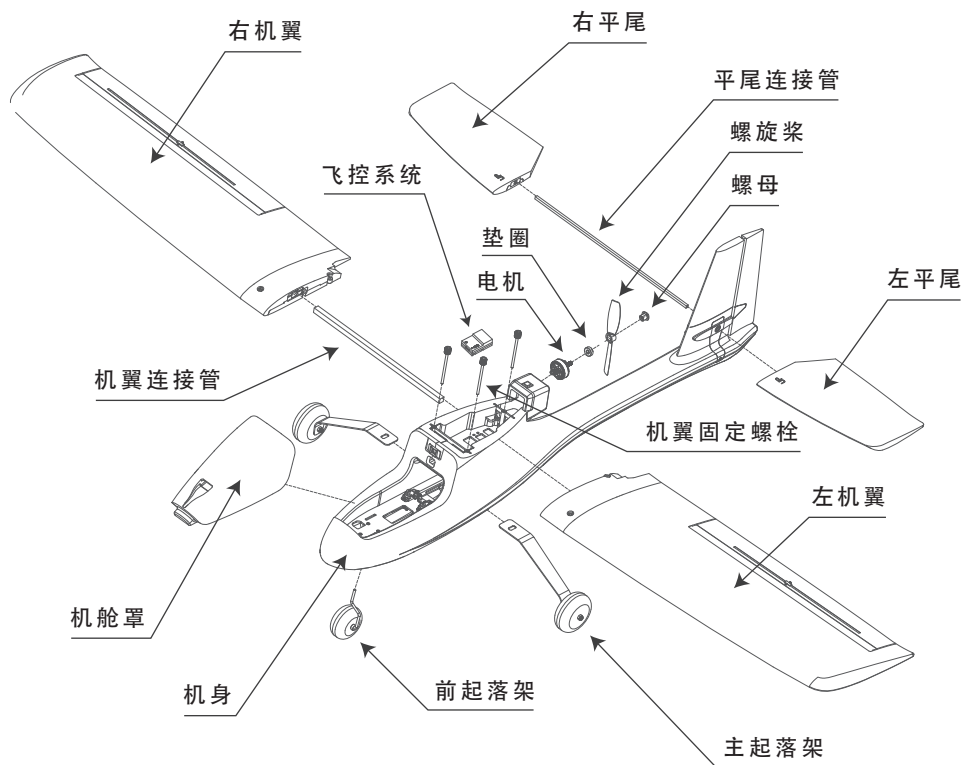 右平尾
右机翼
平尾连接管
螺旋桨
飞控系统
螺母
垫圈
电机
左平尾
机翼连接管
机翼固定螺栓
左机翼
机舱罩
机身
前起落架
主起落架